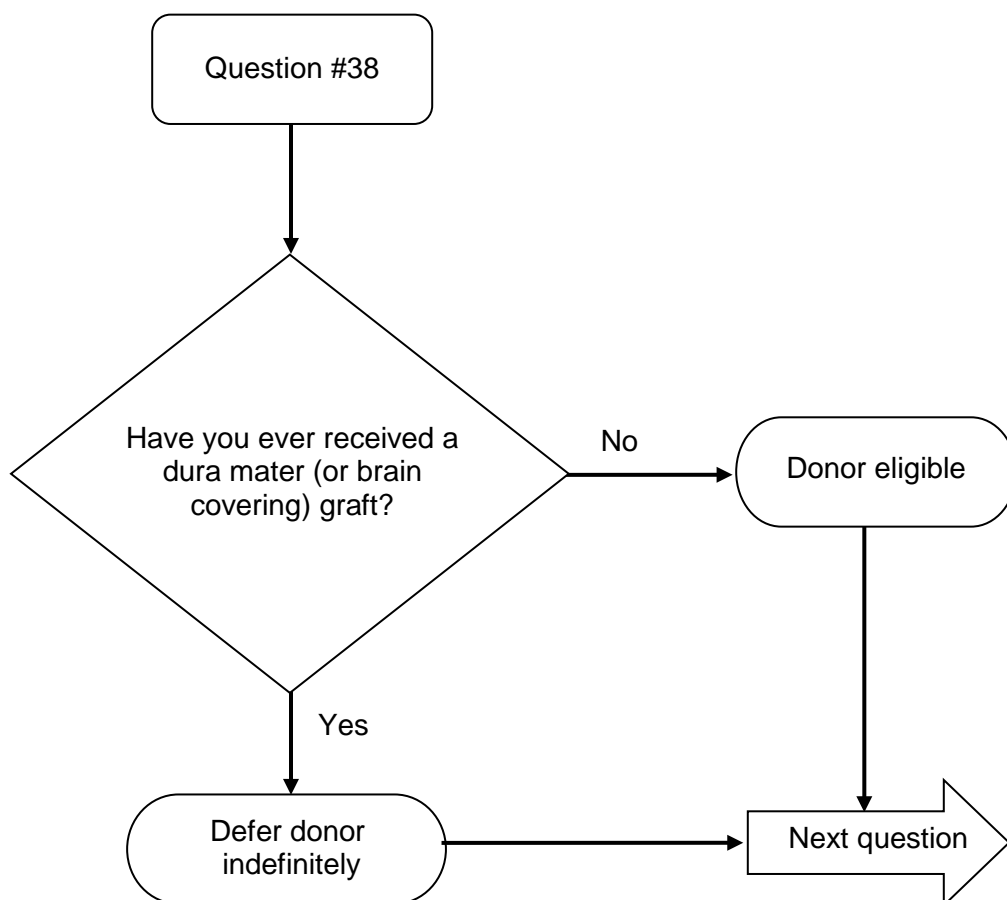 Question #38
Have you ever received a
dura mater (or brain
covering) graft?
No
Donor eligible
Yes
Defer donor
indefinitely
Next question